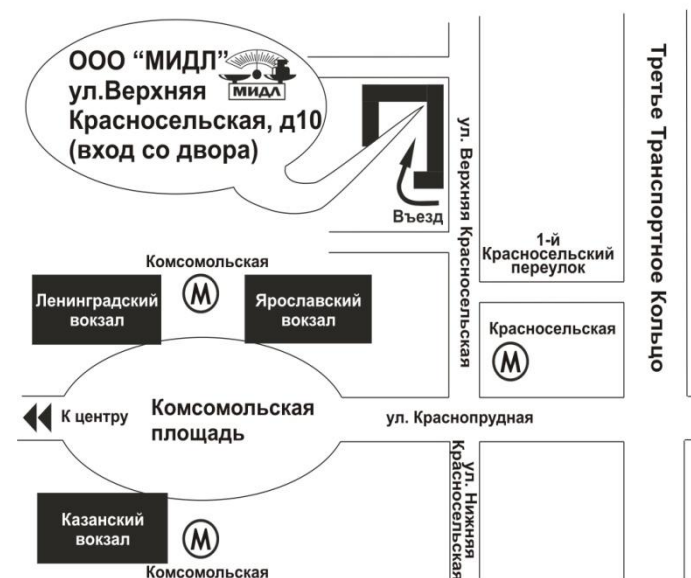 ООО “МИДЛ”
МИДЛ
ул.Верхняя
Красносельская, д10
(вход со двора)
Въезд
ул. Верхняя Красносельская
Третье Транспортное Кольцо
1-й
Красносельский
переулок
Комсомольская
М
Ленинградский
вокзал
Ярославский
вокзал
Красносельская
М
К центру
Комсомольская
площадь
ул. Краснопрудная
ул. Нижняя
Красносельская
Казанский
вокзал
М
Комсомольская